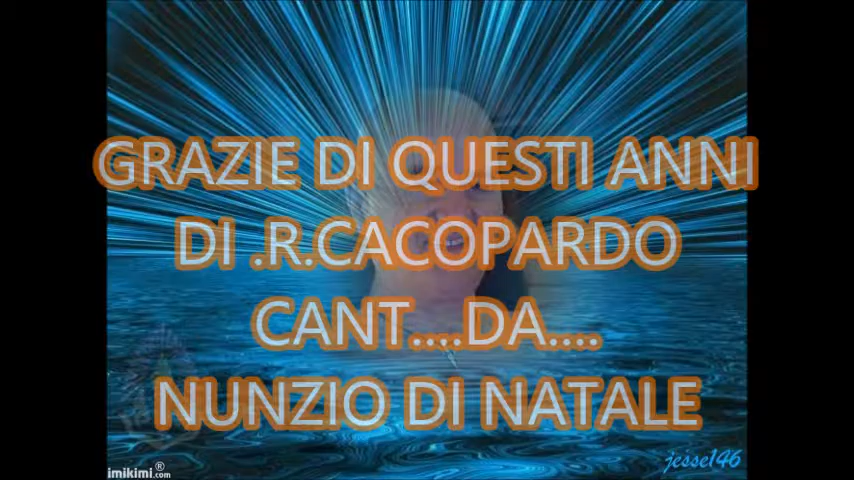 GRAZIE DI QUESTI ANNI
DI .R.CACOPARDO
CANT....DA....
NUNZIO DI NATALE
imikimi®.com
jesse146